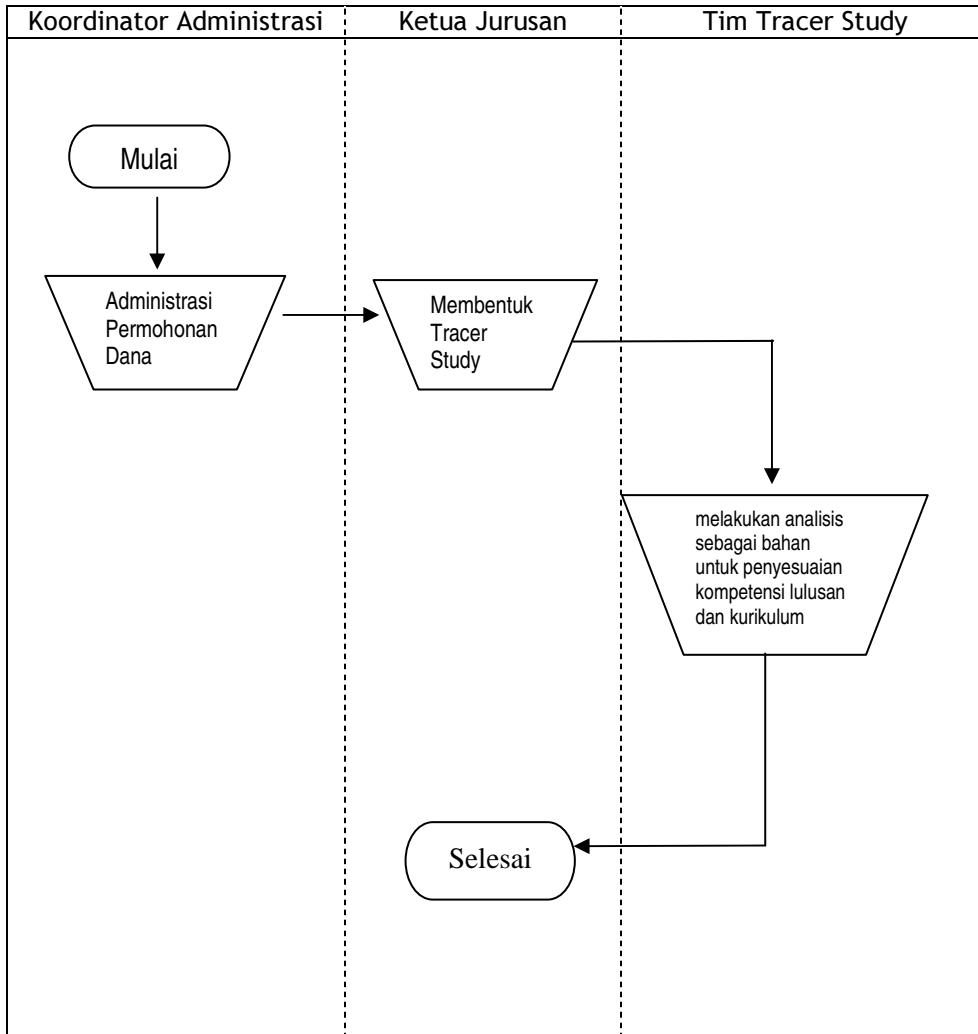 Koordinator Administrasi
Ketua Jurusan
Tim Tracer Study
Mulai
Administrasi
Permohonan
Dana
Membentuk
Tracer
Study
melakukan analisis
sebagai bahan
untuk penyesuaian
kompetensi lulusan
dan kurikulum
Selesai